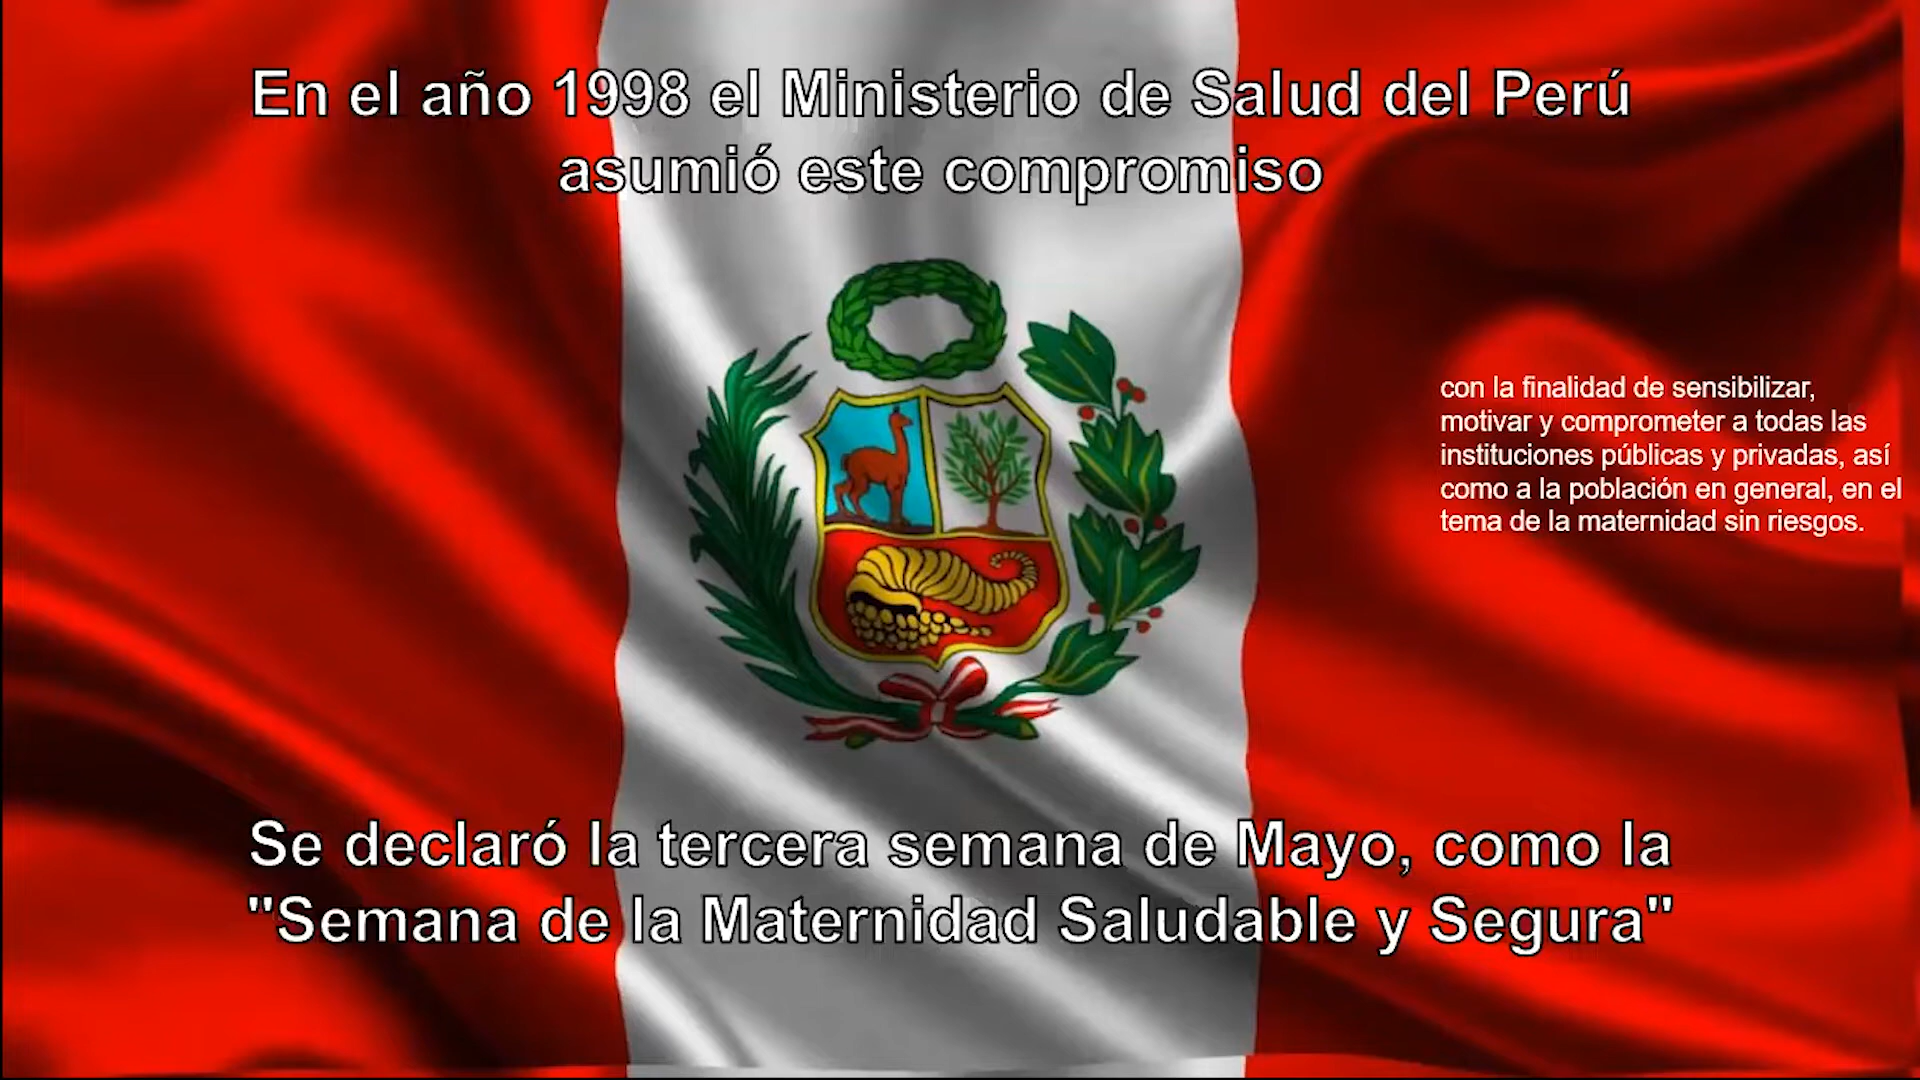 En el año 1998 el Ministerio de Salud del Perú
asumió este compromiso
con la finalidad de sensibilizar,
motivar y comprometer a todas las
instituciones públicas y privadas, así
como a la población en general, en el
tema de la maternidad sin riesgos.
Se declaró la tercera semana de Mayo, como la
"Semana de la Maternidad Saludable y Segura"